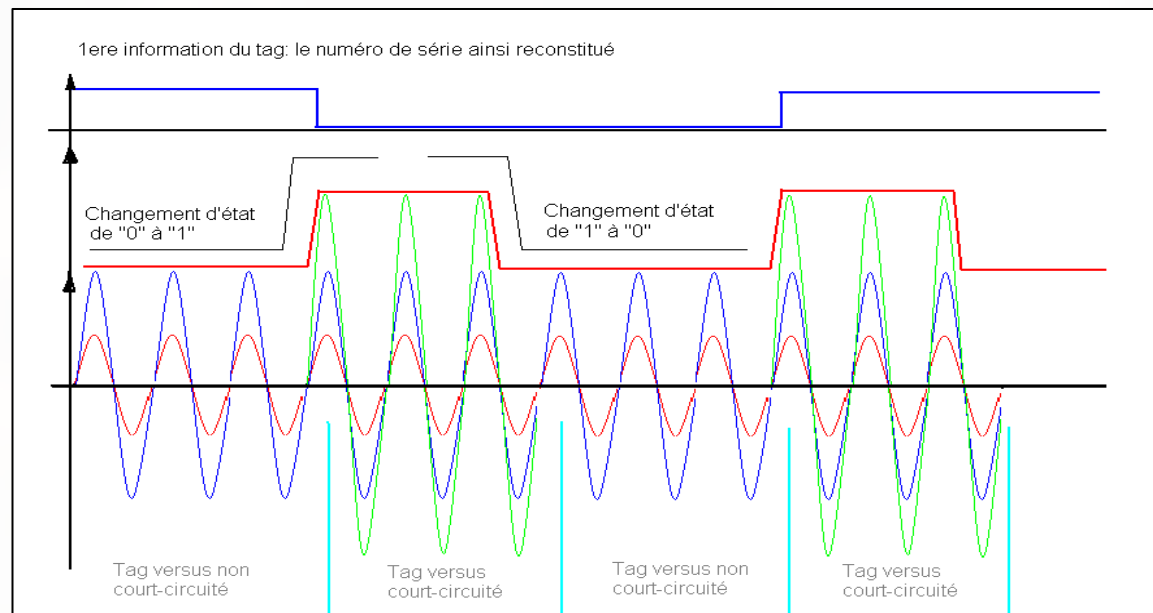 1ere information du tag: le numéro de série ainsi reconstitué
Changement d'état
de "0" à "1"
Changement d'état
de "1" à "0"
Tag versus non
court-circuité
Tag versus
court-circuité
Tag versus non
court-circuité
Tag versus
court-circuité